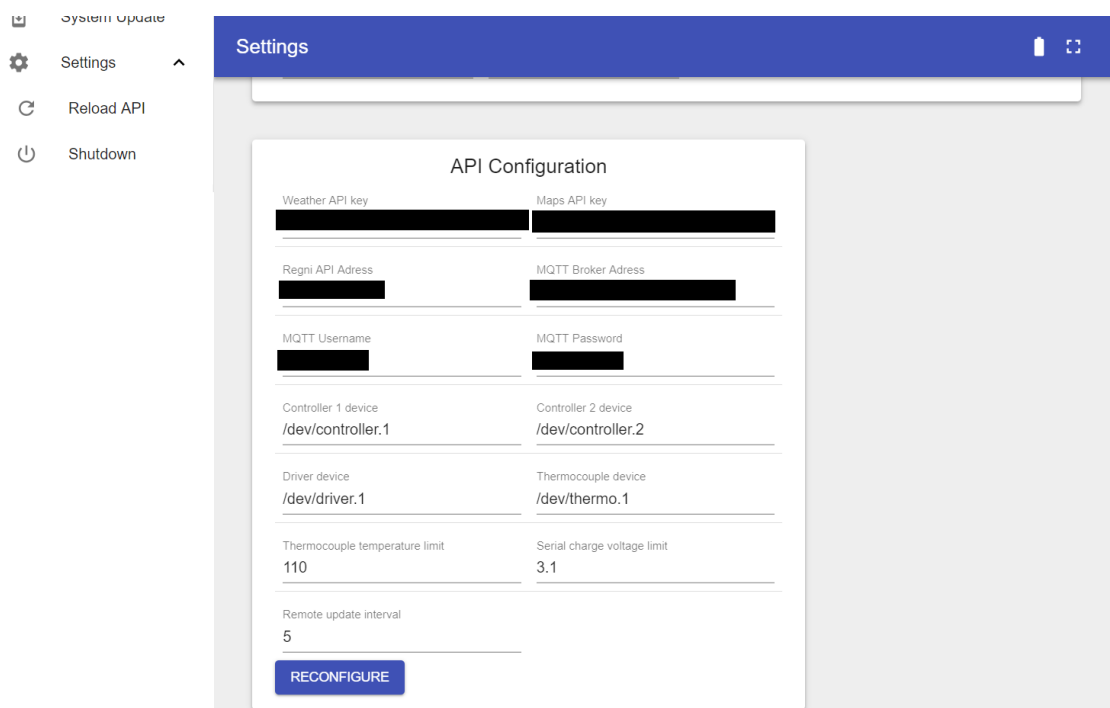 System Update
Settings
Reload API
Shutdown
Settings
API Configuration
Weather API key
Maps API key
Regni API Adress
MQTT Broker Adress
MQTT Username
MQTT Password
Controller 1 device
Controller 2 device
/dev/controller.1
/dev/controller.2
Driver device
Thermocouple device
/dev/driver.1
/dev/thermo.1
Thermocouple temperature limit
Serial charge voltage limit
110
3.1
Remote update interval
5
RECONFIGURE